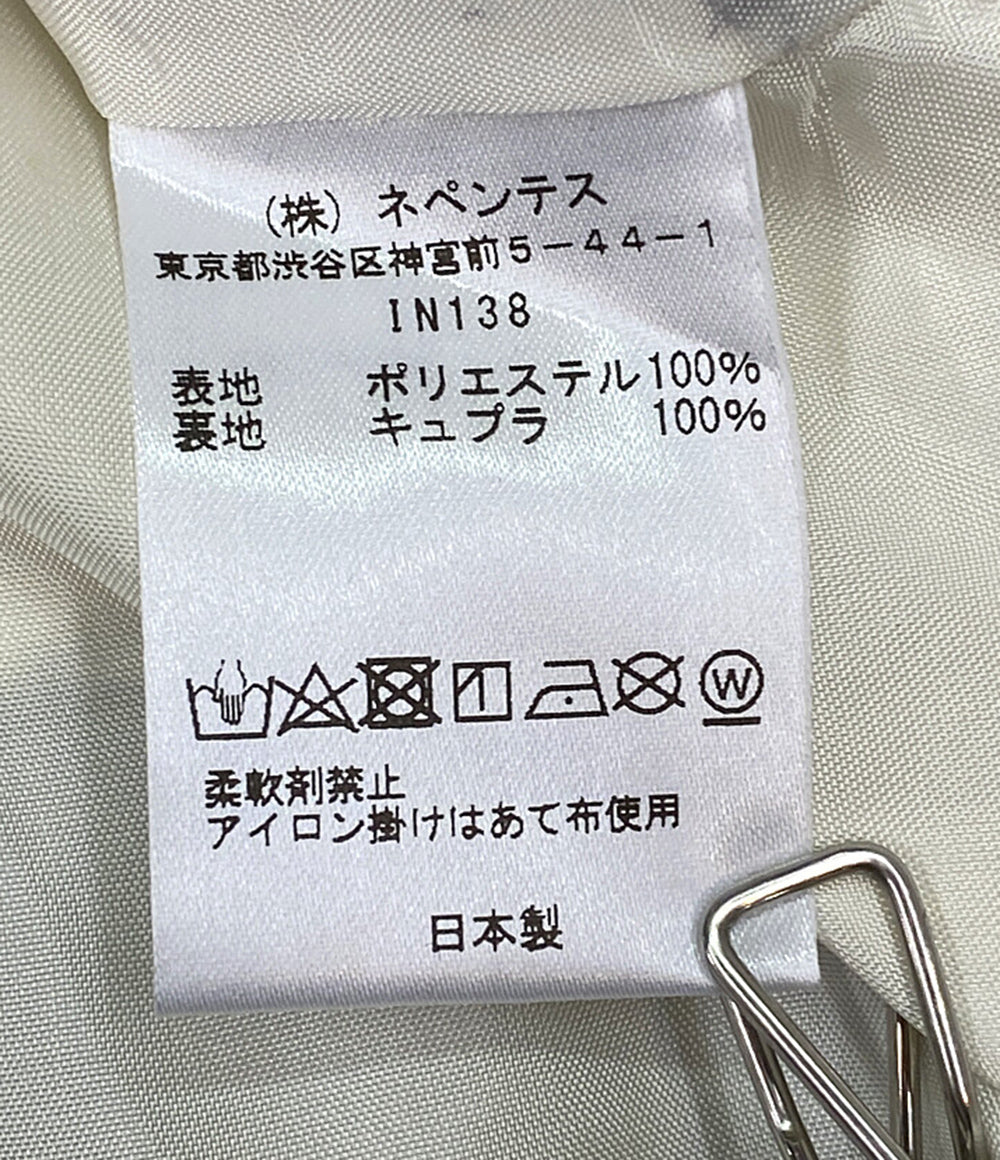 (株) ネペンテス
東京都渋谷区神宮前5-44-1
IN138
表地 ポリエステル100%
裏地 キュプラ 100%
W
柔軟剤禁止
アイロン掛けはあて布使用
日本製